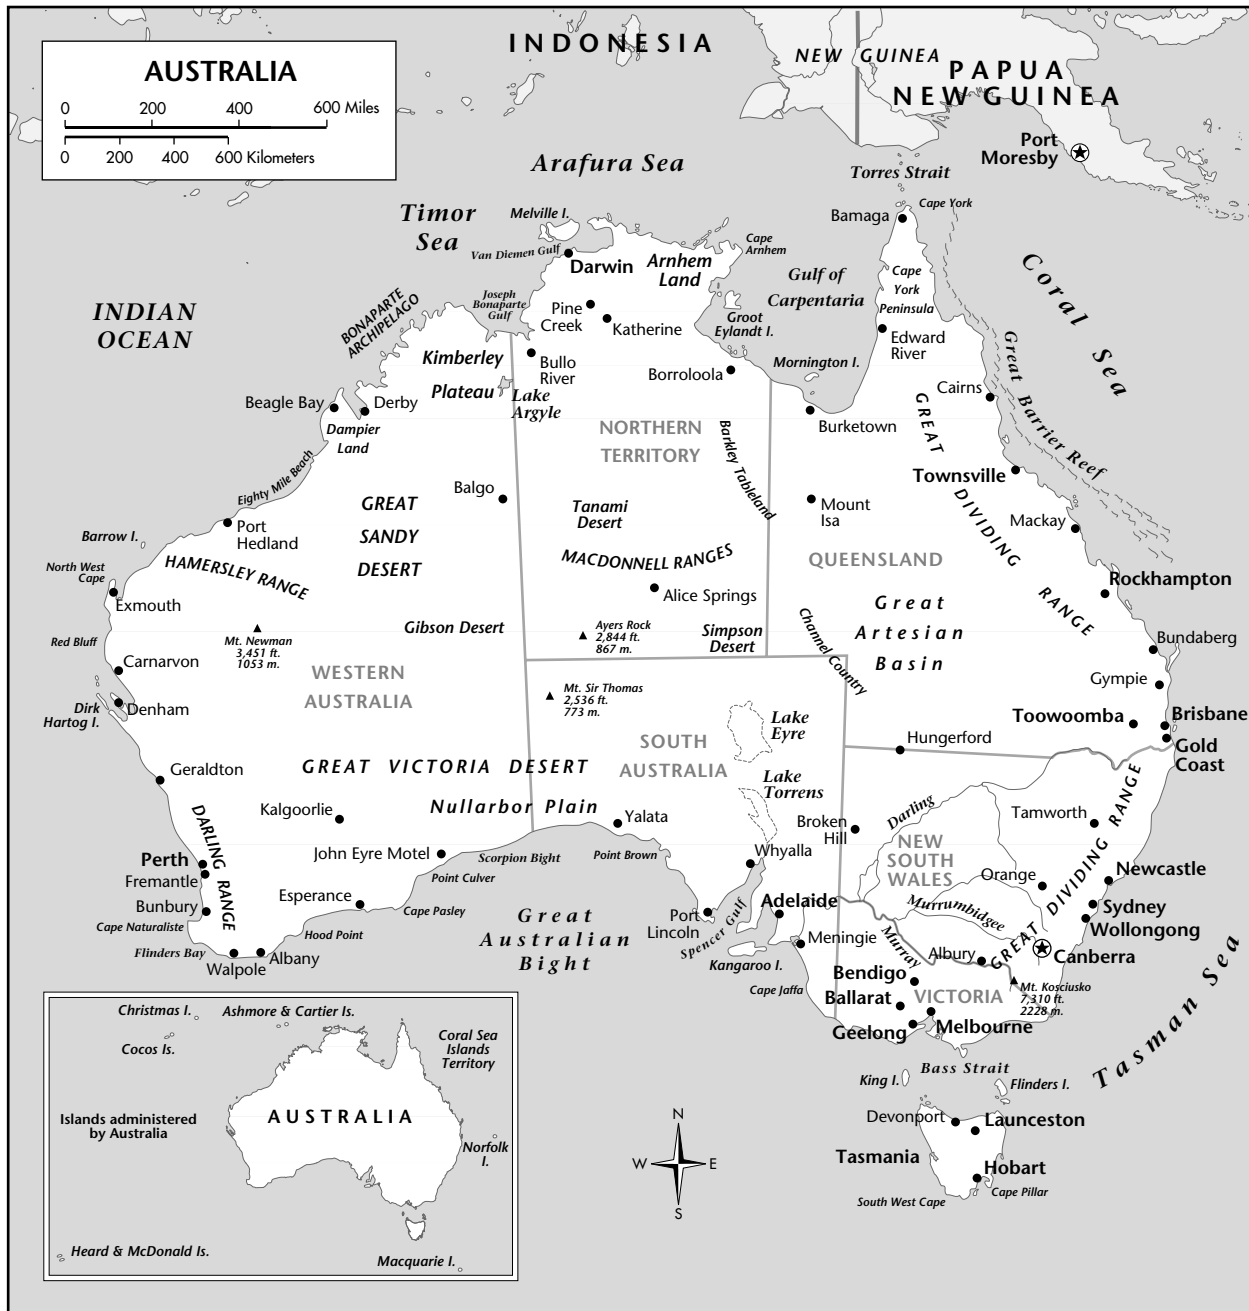 INDONESIA
AUSTRALIA
0 200 400 600 Miles
0 200 400 600 Kilometers
NEW GUINEA
PAPUA
NEW GUINEA
Port
Moresby
Arafura Sea
Torres Strait
Timor
Sea
Melville I.
Cape York
Bamaga
Van Diemen Gulf
Darwin
Arnhem
Land
Cape
Arnhem
Gulf of
Carpentaria
Cape
York
Peninsula
Coral Sea
INDIAN
OCEAN
BONAPARTE
ARCHIPELAGO
Joseph
Bonaparte
Gulf
Pine
Creek
Katherine
Groot
Eylandt I.
Edward
River
Great Barrier Reef
Kimberley
Plateau
Bullo
River
Borroloola
Mornington I.
Lake
Argyle
Cairns
Beagle Bay
Derby
Dampier
Land
Burketown
NORTHERN
TERRITORY
Barkley Tableland
GREAT DIVIDING RANGE
Townsville
Eighty Mile Beach
Balgo
GREAT
SANDY
DESERT
Tanami
Desert
Mount
Isa
Mackay
Port
Hedland
Barrow I.
North West
Cape
HAMERSLEY RANGE
MACDONNELL RANGES
QUEENSLAND
Rockhampton
Exmouth
Alice Springs
Great
Artesian
Basin
Mt. Newman
3,451 ft.
1053 m.
Gibson Desert
Ayers Rock
2,844 ft.
867 m.
Simpson
Desert
Channel Country
Bundaberg
Red Bluff
Carnarvon
WESTERN
AUSTRALIA
Mt. Sir Thomas
2,536 ft.
773 m.
Gympie
Dirk
Hartog I.
Denham
Lake
Eyre
Toowoomba
Brisbane
SOUTH
AUSTRALIA
Hungerford
Gold
Coast
Geraldton
GREAT VICTORIA DESERT
Lake
Torrens
Nullarbor Plain
Kalgoorlie
Yalata
Broken
Hill
Darling
Tamworth
GREAT DIVIDING RANGE
DARLING RANGE
John Eyre Motel
Scorpion Bight
Point Brown
Whyalla
NEW
SOUTH
WALES
Perth
Fremantle
Point Culver
Orange
Newcastle
Esperance
Bunbury
Cape Pasley
Cape Naturaliste
Port
Lincoln
Spencer Gulf
Adelaide
Murrumbidgee
Sydney
Wollongong
Hood Point
Great
Australian
Bight
Flinders Bay
Walpole
Albany
Meningie
Murray
Albury
Canberra
Kangaroo I.
Cape Jaffa
Bendigo
Ballarat
VICTORIA
Mt. Kosciusko
7,310 ft.
2228 m.
Geelong
Melbourne
Tasman Sea
Bass Strait
King I.
Flinders I.
Devonport
Launceston
Tasmania
Hobart
Cape Pillar
South West Cape
N
W E
S
Christmas I.
Ashmore & Cartier Is.
Cocos Is.
Coral Sea
Islands
Territory
Islands administered
by Australia
AUSTRALIA
Norfolk
I.
Heard & McDonald Is.
Macquarie I.